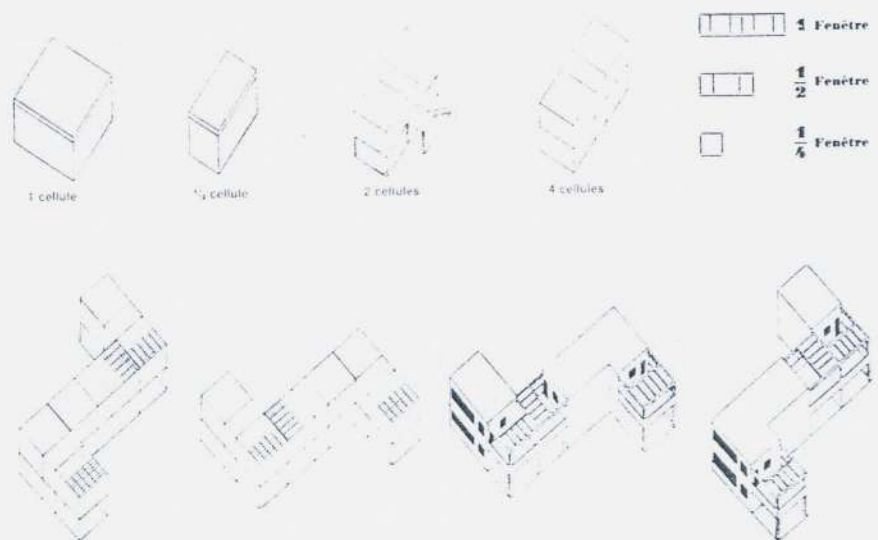 1 Fenêtre
1/2 Fenêtre
1/4 Fenêtre
1 cellule
½ cellule
2 cellules
4 cellules